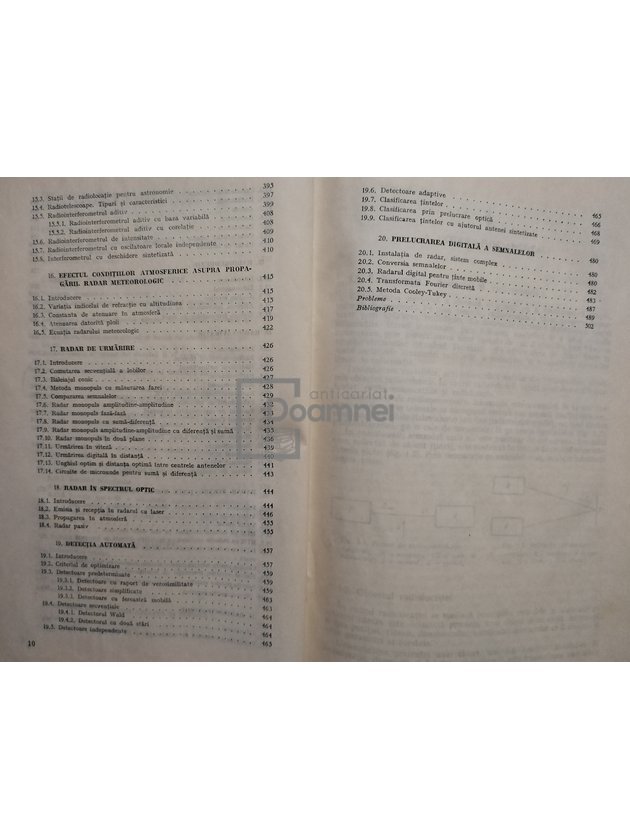 15.3. Stații de radiolocație pentru astronomie 395
15.4. Radiotelescoape. Tipuri și caracteristici 397
15.5. Radiointerferometrul aditiv 399
15.5.1. Radiointerferometrul aditiv cu baza variabilă 408
15.5.2. Radiointerferometrul aditiv cu corelație 408
15.6. Radiointerferometrul de intensitate 409
15.7. Radiointerferometrul cu oscilatoare locale independente 410
15.8. Interferometru cu deschidere sintetizată 410
16. EFECTUL CONDIȚIILOR ATMOSFERICE ASUPRA PROPA-
GĂRII. RADAR METEOROLOGIC 415
16.1. Introducere 415
16.2. Variația indicelui de refracție cu altitudinea 415
16.3. Constanta de atenuare în atmosferă 417
16.4. Atenuarea datorită ploii 419
16.5. Ecuația radarului meteorologic 422
17. RADAR DE URMĂRIRE 426
17.1. Introducere 426
17.2. Comutarea secvențială a lobilor 426
17.3. Baleiajul conic 427
17.4. Metoda monopuls cu măsurarea fazei 428
17.5. Compararea semnalelor 430
17.6. Radar monopuls amplitudine-amplitudine 432
17.7. Radar monopuls fază-fază 433
17.8. Radar monopuls cu sumă-diferență 434
17.9. Radar monopuls amplitudine-amplitudine cu diferență și sumă 435
17.10. Radar monopuls în două plane 436
17.11. Urmărirea în viteză 439
17.12. Urmărirea digitală în distanță 440
17.13. Unghiul optim și distanța optimă între centrele antenelor 441
17.14. Circuite de microunde pentru sumă și diferență 443
18. RADAR ÎN SPECTRUL OPTIC 444
18.1. Introducere 444
18.2. Emisia și recepția în radarul cu laser 446
18.3. Propagarea în atmosferă 453
18.4. Radar pasiv 455
19. DETECȚIA AUTOMATĂ 457
19.1. Introducere 457
19.2. Criteriul de optimizare 457
19.3. Detectoare predeterminate 459
19.3.1. Detectoare cu raport de verosimilitate 459
19.3.2. Detectoare simplificate 460
19.3.3. Detectoare cu fereastră mobilă 463
19.4. Detectoare secvențiale 463
19.4.1. Detectorul Wald 464
19.4.2. Detectorul cu două stări 464
19.5. Detectoare independente 465
10
19.6. Detectoare adaptive 465
19.7. Clasificarea țintelor 466
19.8. Clasificarea prin prelucrare optică 468
19.9. Clasificarea țintelor cu ajutorul antenei sintetizate 469
20. PRELUCRAREA DIGITALĂ A SEMNALELOR
20.1. Instalația de radar, sistem complex 480
20.2. Conversia semnalelor 480
20.3. Radarul digital pentru ținte mobile 480
20.4. Transformata Fourier discretă 482
20.5. Metoda Cooley-Tukey 483
Probleme 487
Bibliografie 489
502
anticariat
Doamnei